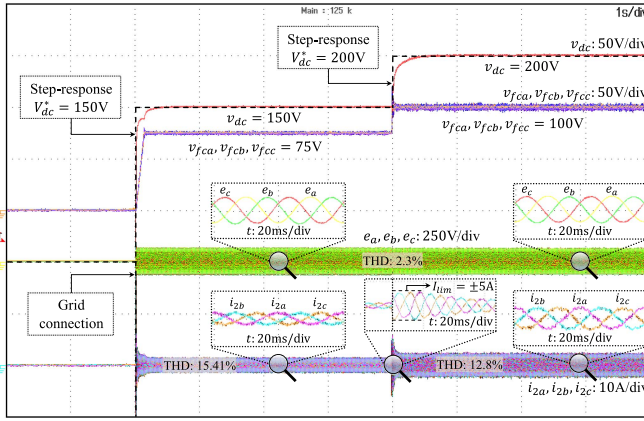 Main : 125 k
1s/div
Step-response
V*dc = 200V
vdc: 50V/div
vdc = 200V
Step-response
V*dc = 150V
vfca, vfcb, vfcc: 50V/div
vdc = 150V
vfca, vfcb, vfcc = 100V
vfca, vfcb, vfcc = 75V
ec eb ea
t: 20ms/div
ec eb ea
t: 20ms/div
ea, eb, ec: 250V/div
THD: 2.3%
Grid
connection
i2b i2a i2c
t: 20ms/div
Ilim = ±5A
t: 20ms/div
i2b i2a i2c
t: 20ms/div
THD: 15.41%
THD: 12.8%
i2a, i2b, i2c: 10A/div